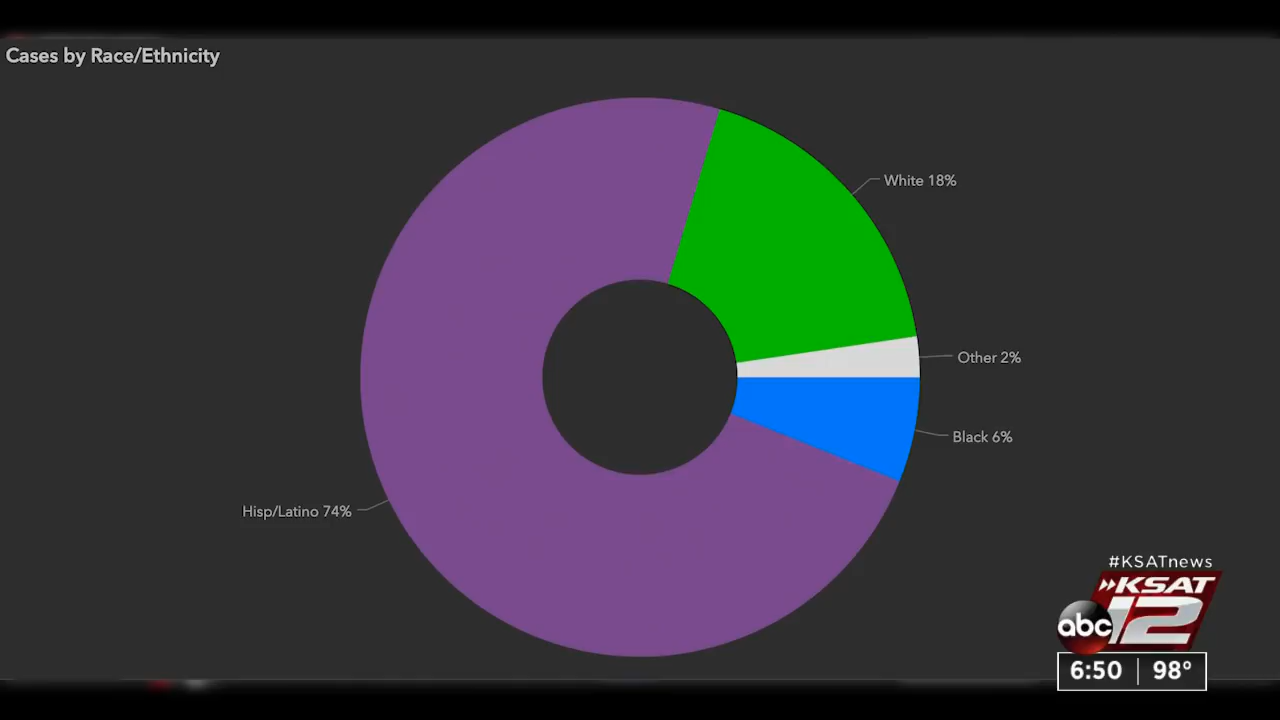 Cases by Race/Ethnicity
White 18%
Other 2%
Black 6%
Hisp/Latino 74%
#KSATnews
KSAT
abc 12
6:50 98°